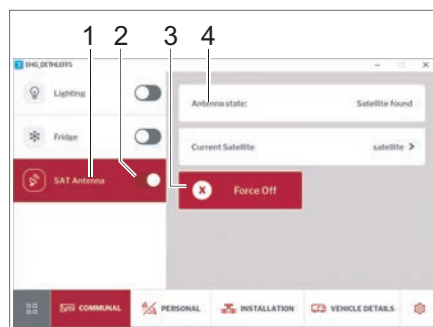 1 2 3 4
EHG_DETHLEFFS
Lighting
Antenna state: Satellite found
Fridge
Current Satellite satellite >
SAT Antenna
X Force Off
COMMUNAL PERSONAL INSTALLATION VEHICLE DETAILS